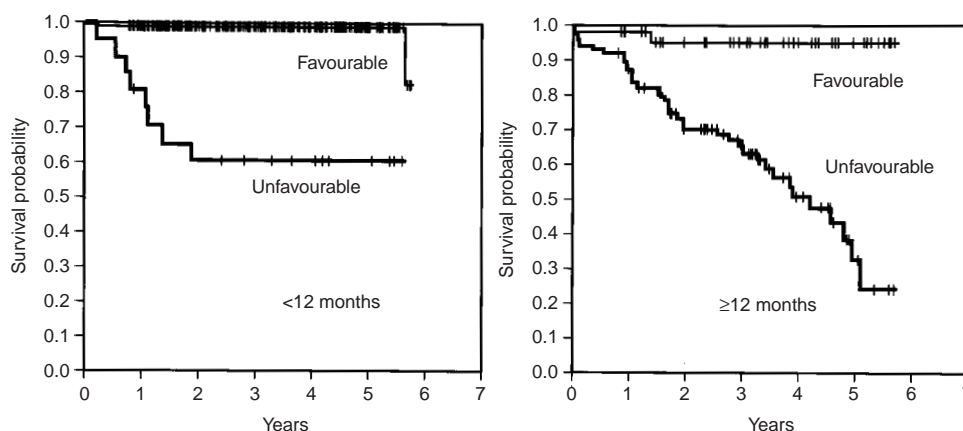 Survival probability
1.0
0.9
0.8
0.7
0.6
0.5
0.4
0.3
0.2
0.1
0.0
Favourable
Unfavourable
<12 months
0 1 2 3 4 5 6 7
Years
Survival probability
1.0
0.9
0.8
0.7
0.6
0.5
0.4
0.3
0.2
0.1
0.0
Favourable
Unfavourable
≥12 months
0 1 2 3 4 5 6 7
Years